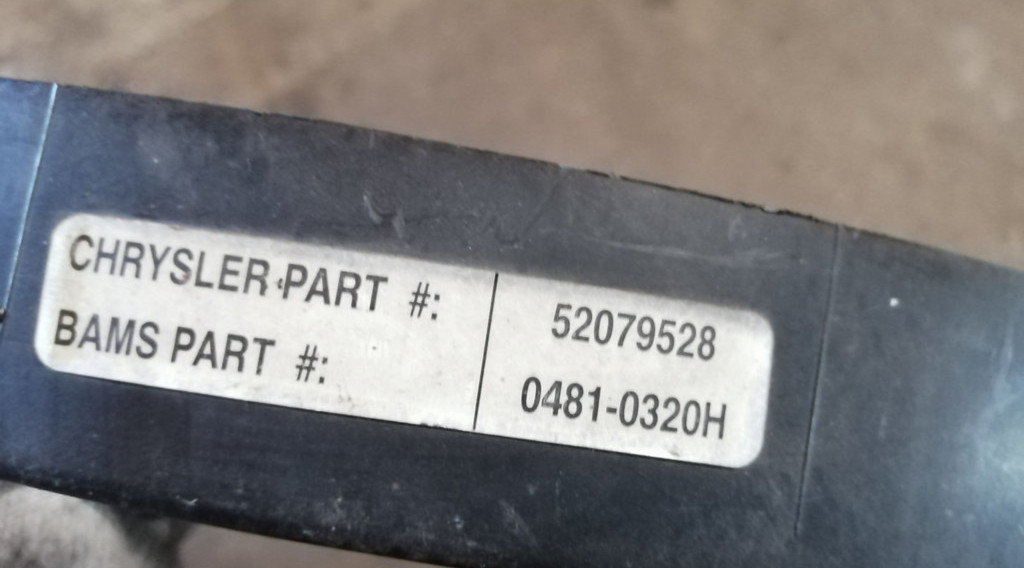 CHRYSLER PART #: 52079528
BAMS PART #: 0481-0320H